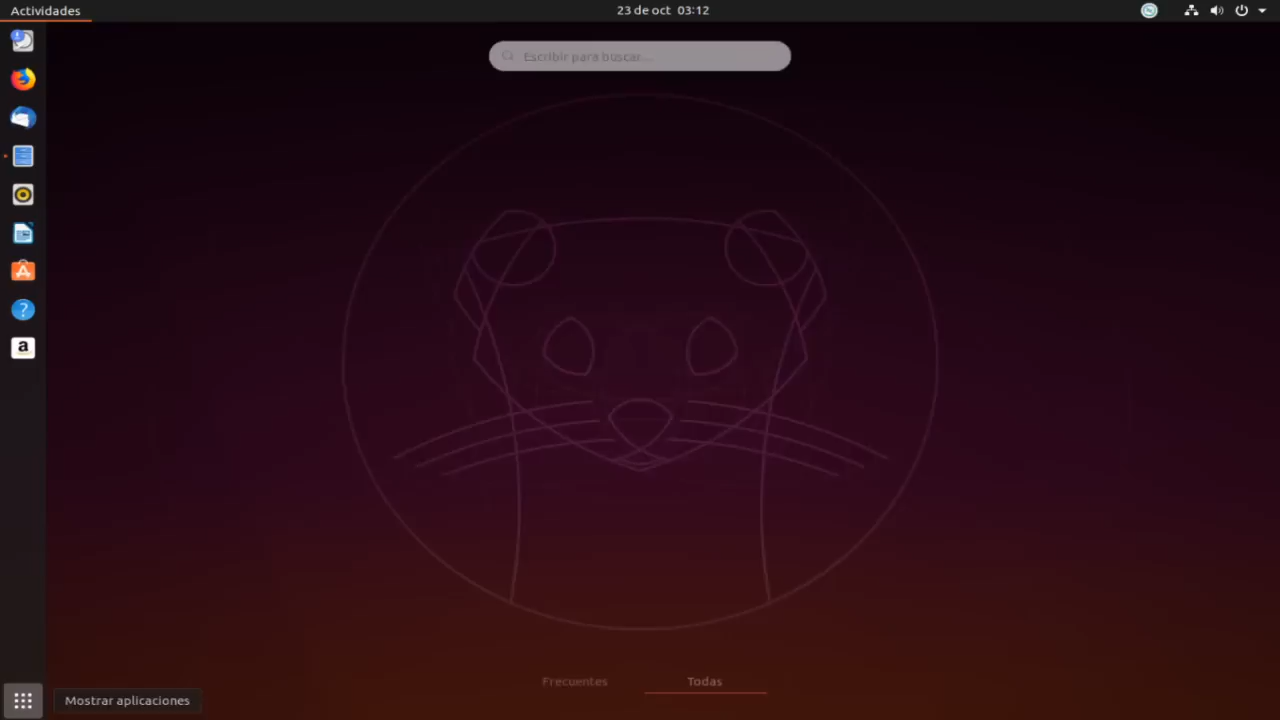 Actividades
23 de oct 03:12
Escribir para buscar...
Frecuentes
Todas
Mostrar aplicaciones